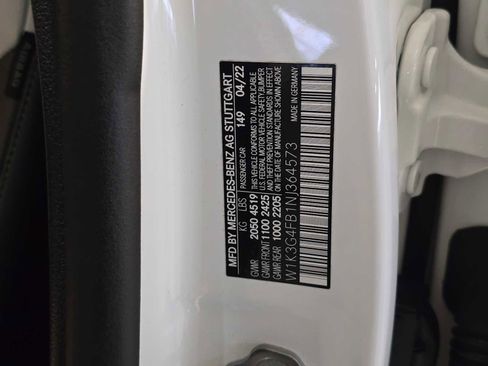 MFD BY MERCEDES-BENZ AG STUTTGART
PASSENGER CAR 149 04/22
KG LBS
GVWR 2050 4519
GAWR FRONT 1100 2425
GAWR REAR 1000 2205
THIS VEHICLE CONFORMS TO ALL APPLICABLE
U.S. FEDERAL MOTOR VEHICLE SAFETY, BUMPER
AND THEFT PREVENTION STANDARDS IN EFFECT
ON THE DATE OF MANUFACTURE SHOWN ABOVE.
MADE IN GERMANY
W1K3G4FB1NJ364573